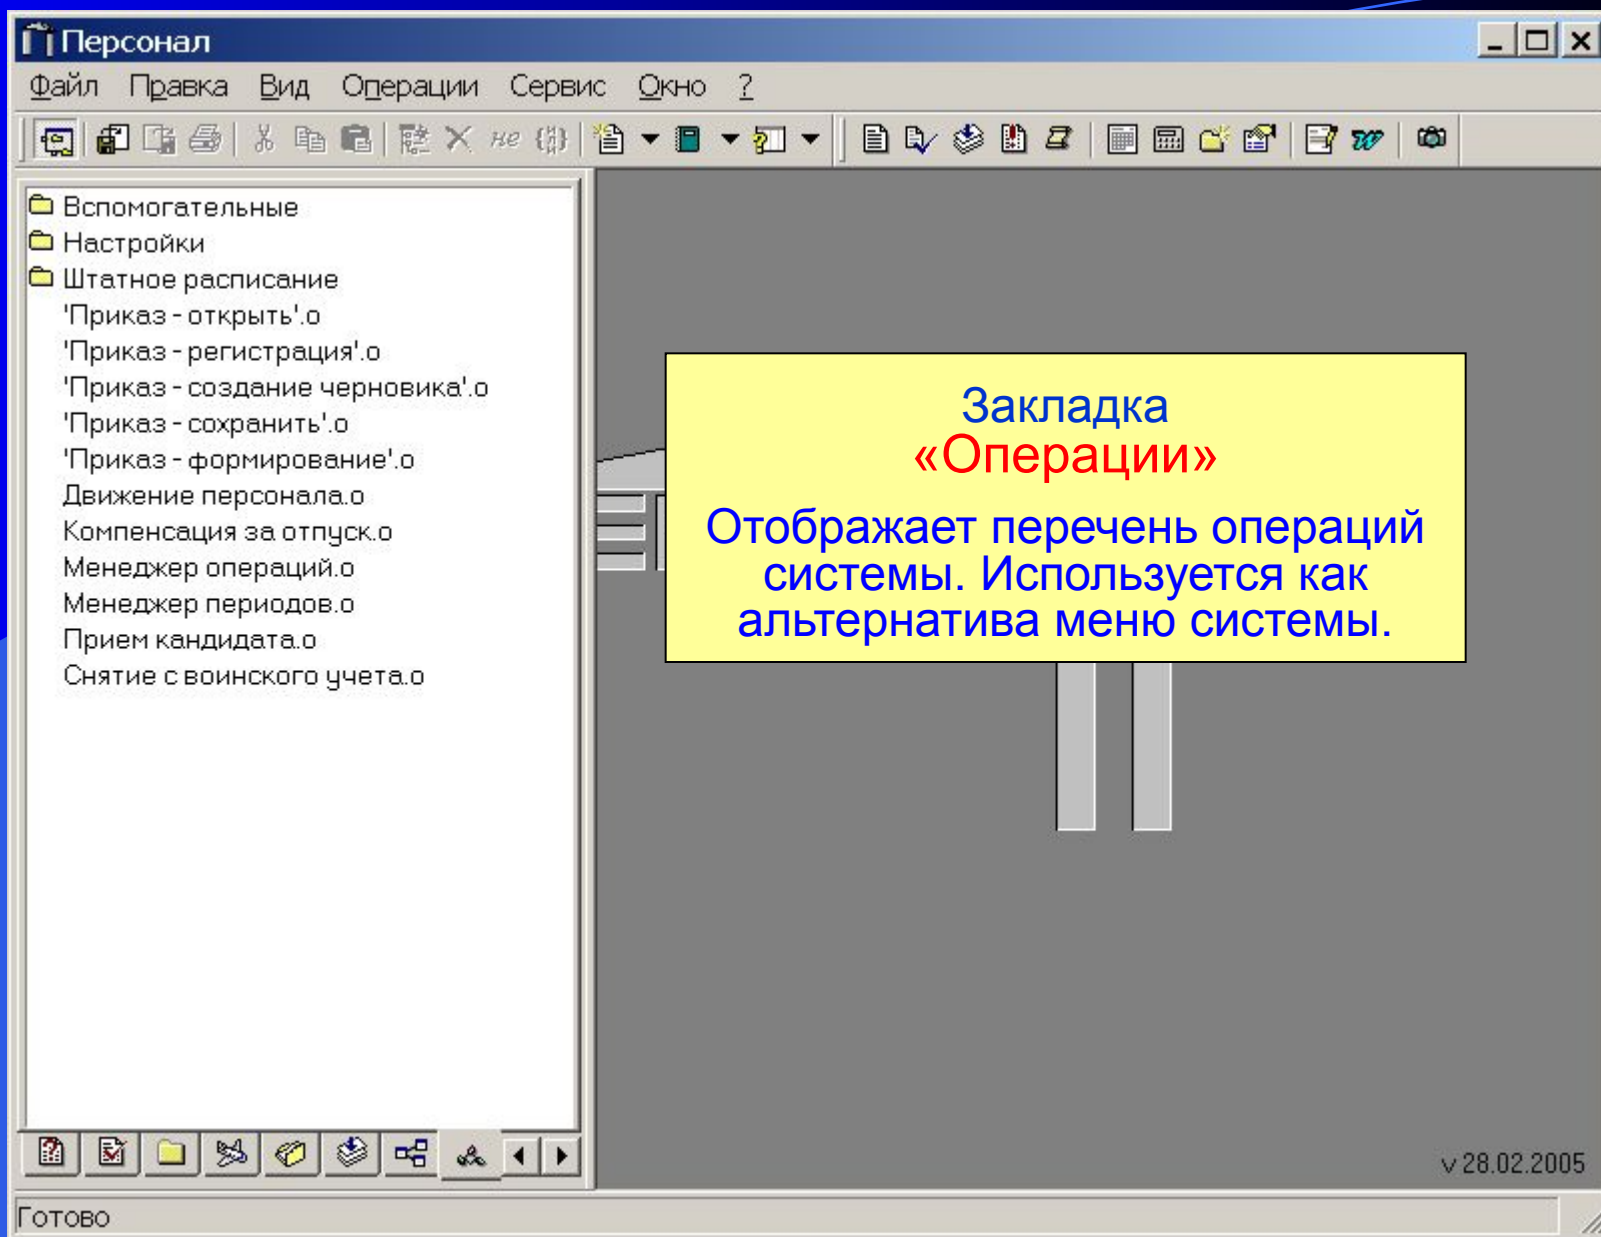 Персонал
Файл Правка Вид Операции Сервис Окно ?
не
Вспомогательные
Настройки
Штатное расписание
'Приказ - открыть'.о
'Приказ - регистрация'.о
'Приказ - создание черновика'.о
'Приказ - сохранить'.о
'Приказ - формирование'.о
Движение персонала.о
Компенсация за отпуск.о
Менеджер операций.о
Менеджер периодов.о
Прием кандидата.о
Снятие с воинского учета.о
Закладка
«Операции»
Отображает перечень операций
системы. Используется как
альтернатива меню системы.
v 28.02.2005
Готово